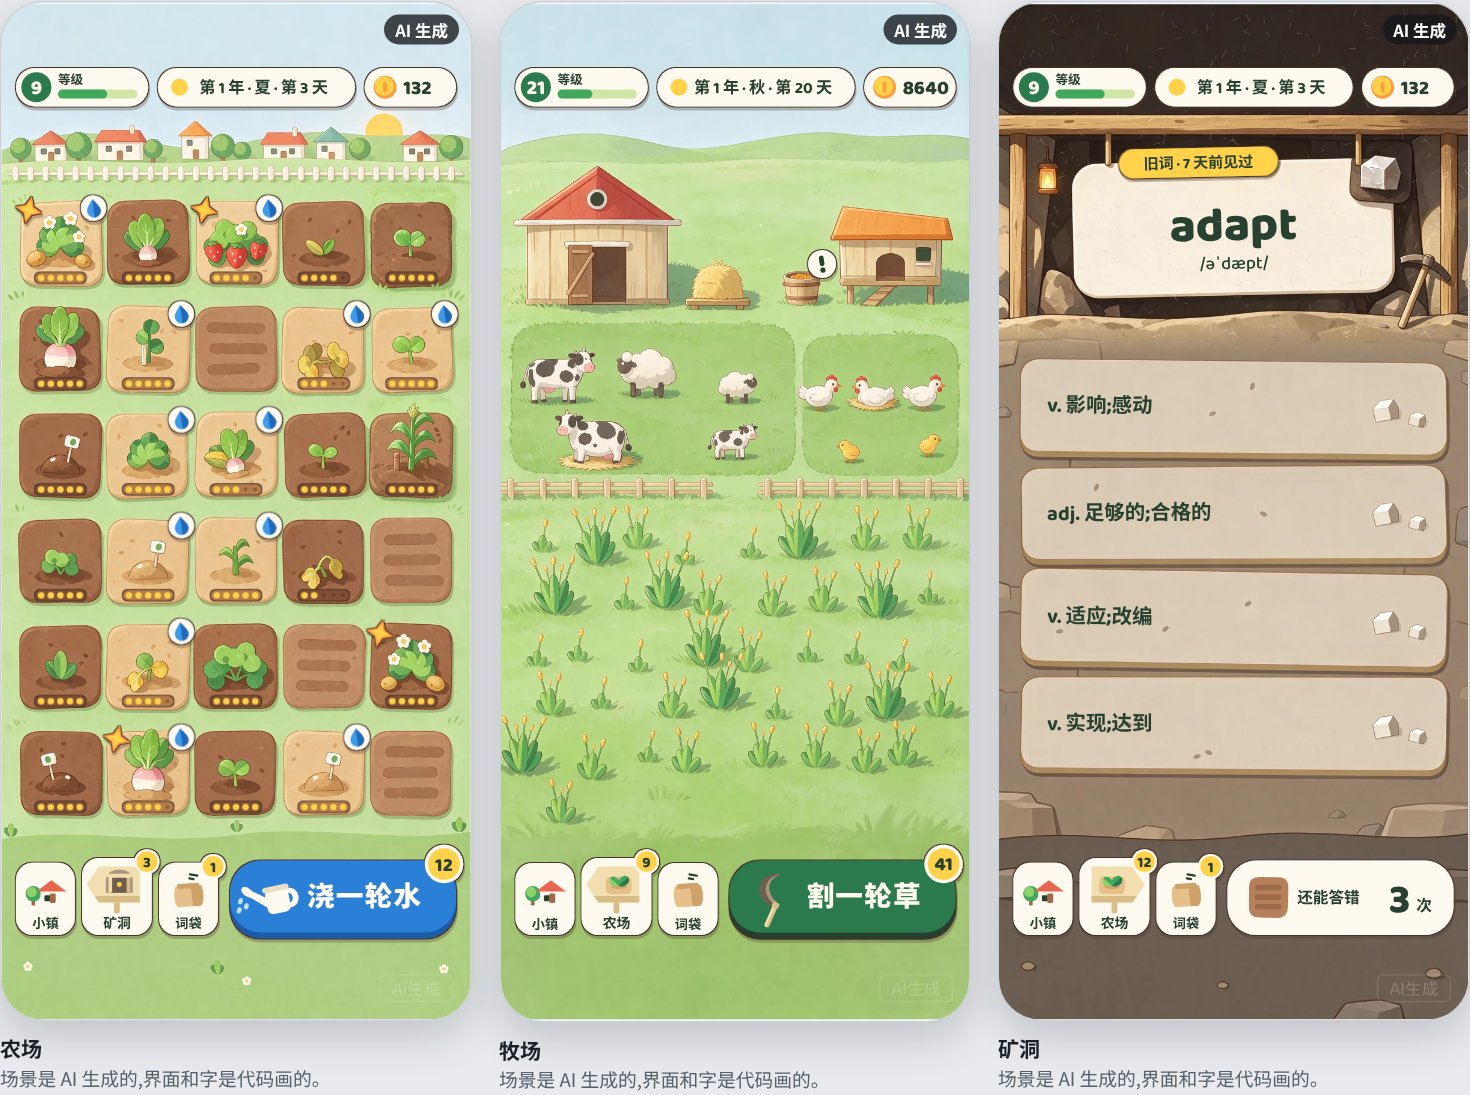 AI 生成
9
等级
第 1 年 · 夏 · 第 3 天
132
3
1
12
小镇
矿洞
词袋
浇一轮水
AI生成
农场
场景是 AI 生成的,界面和字是代码画的。
AI 生成
21
等级
第 1 年 · 秋 · 第 20 天
8640
!
9
41
小镇
农场
词袋
割一轮草
AI生成
牧场
场景是 AI 生成的,界面和字是代码画的。
AI 生成
9
等级
第 1 年 · 夏 · 第 3 天
132
旧词 · 7 天前见过
adapt
/əˈdæpt/
v. 影响;感动
adj. 足够的;合格的
v. 适应;改编
v. 实现;达到
12
1
小镇
农场
词袋
还能答错 3 次
AI生成
矿洞
场景是 AI 生成的,界面和字是代码画的。